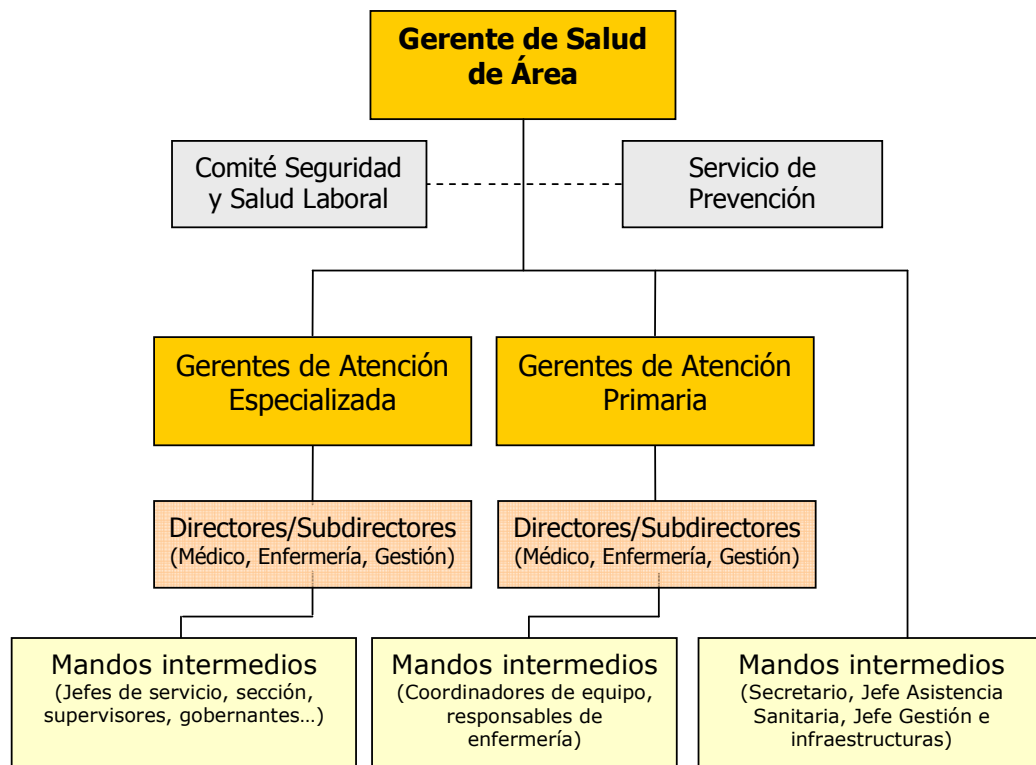 Gerente de Salud
de Área
Comité Seguridad
y Salud Laboral
Servicio de
Prevención
Gerentes de Atención
Especializada
Gerentes de Atención
Primaria
Directores/Subdirectores
(Médico, Enfermería, Gestión)
Directores/Subdirectores
(Médico, Enfermería, Gestión)
Mandos intermedios
(Jefes de servicio, sección,
supervisores, gobernantes…)
Mandos intermedios
(Coordinadores de equipo,
responsables de
enfermería)
Mandos intermedios
(Secretario, Jefe Asistencia
Sanitaria, Jefe Gestión e
infraestructuras)